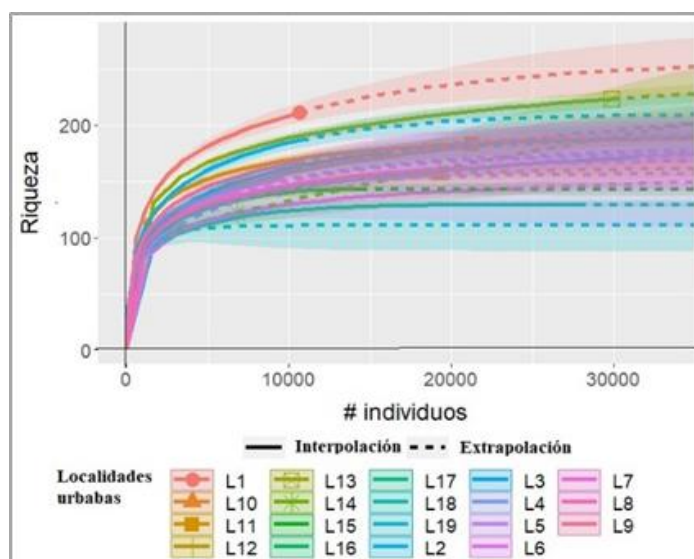 200
Riqueza
100
0
0
10000
20000
30000
# individuos
Interpolación
Extrapolación
Localidades
urbabas
L1
L10
L11
L12
L13
L14
L15
L16
L17
L18
L19
L2
L3
L4
L5
L6
L7
L8
L9